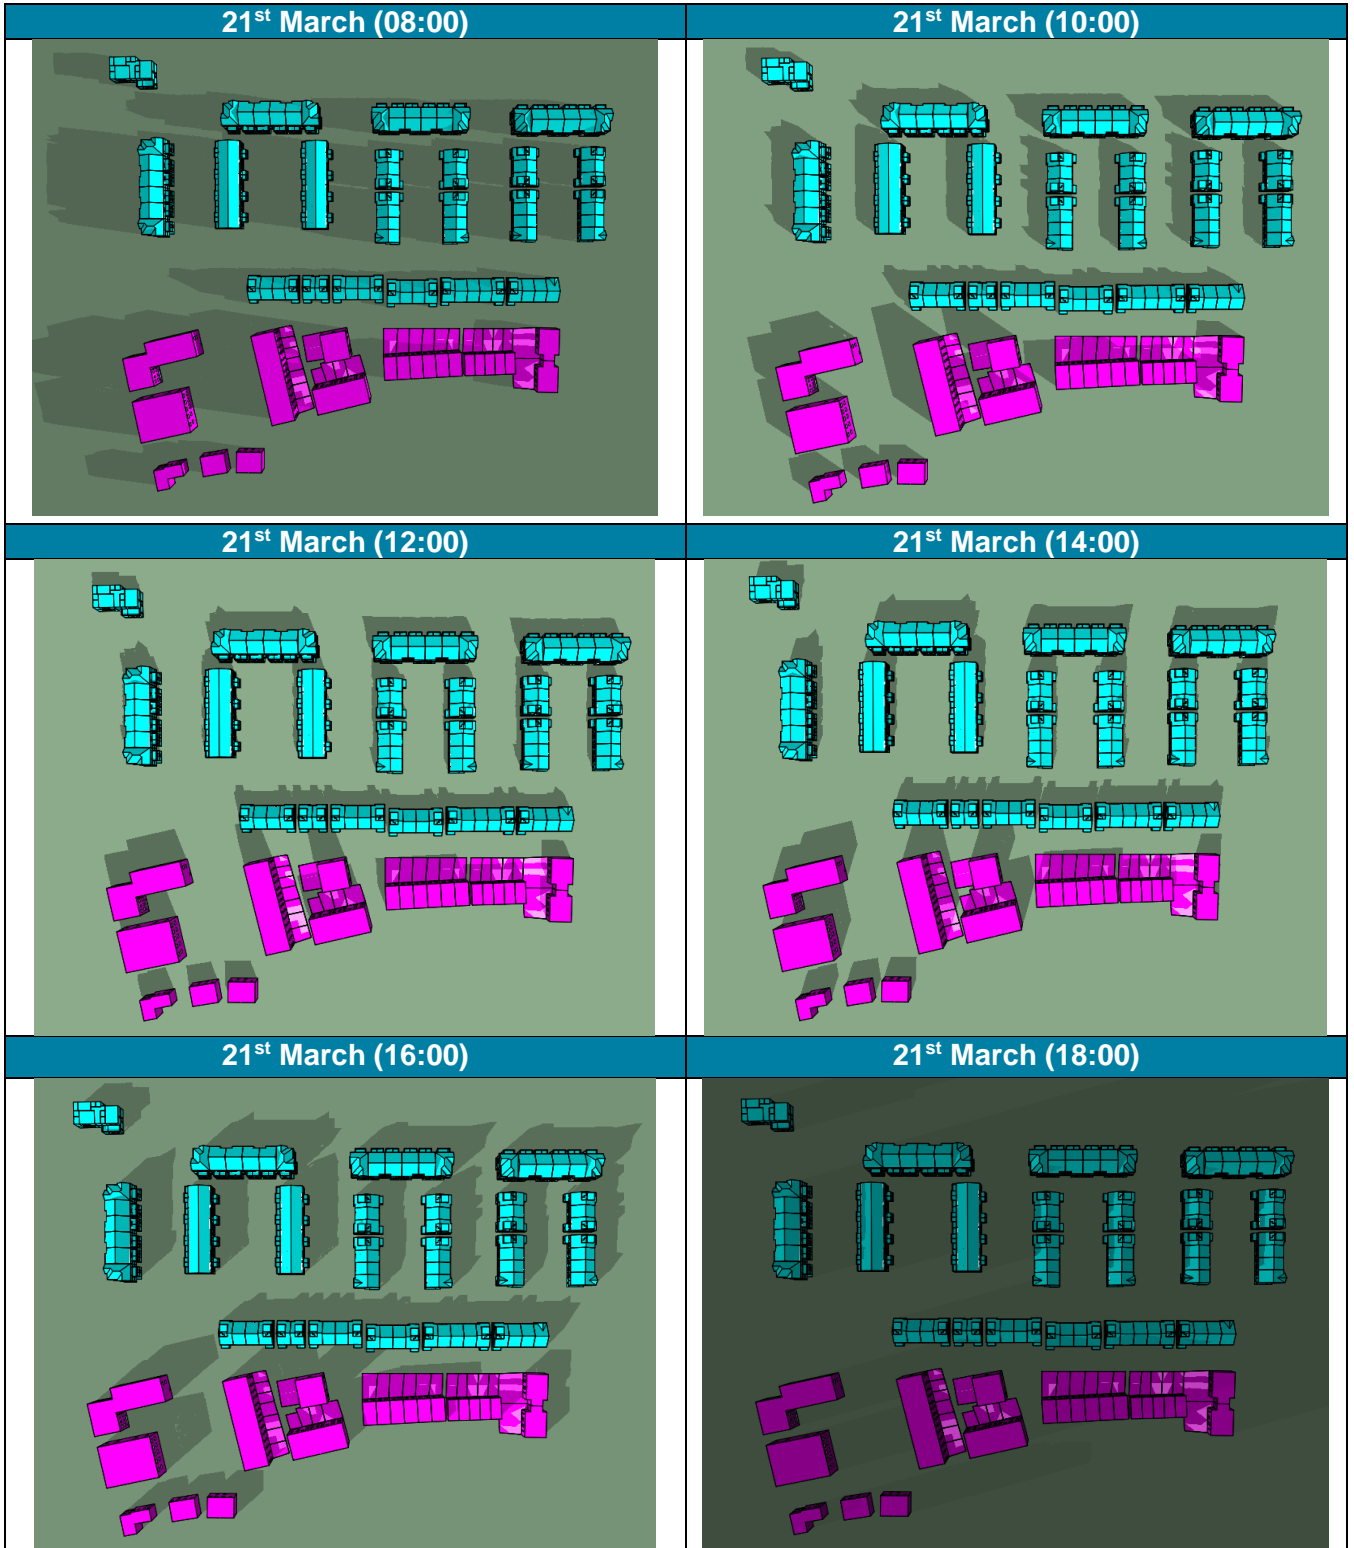 21st March (08:00)
21st March (10:00)
21st March (12:00)
21st March (14:00)
21st March (16:00)
21st March (18:00)